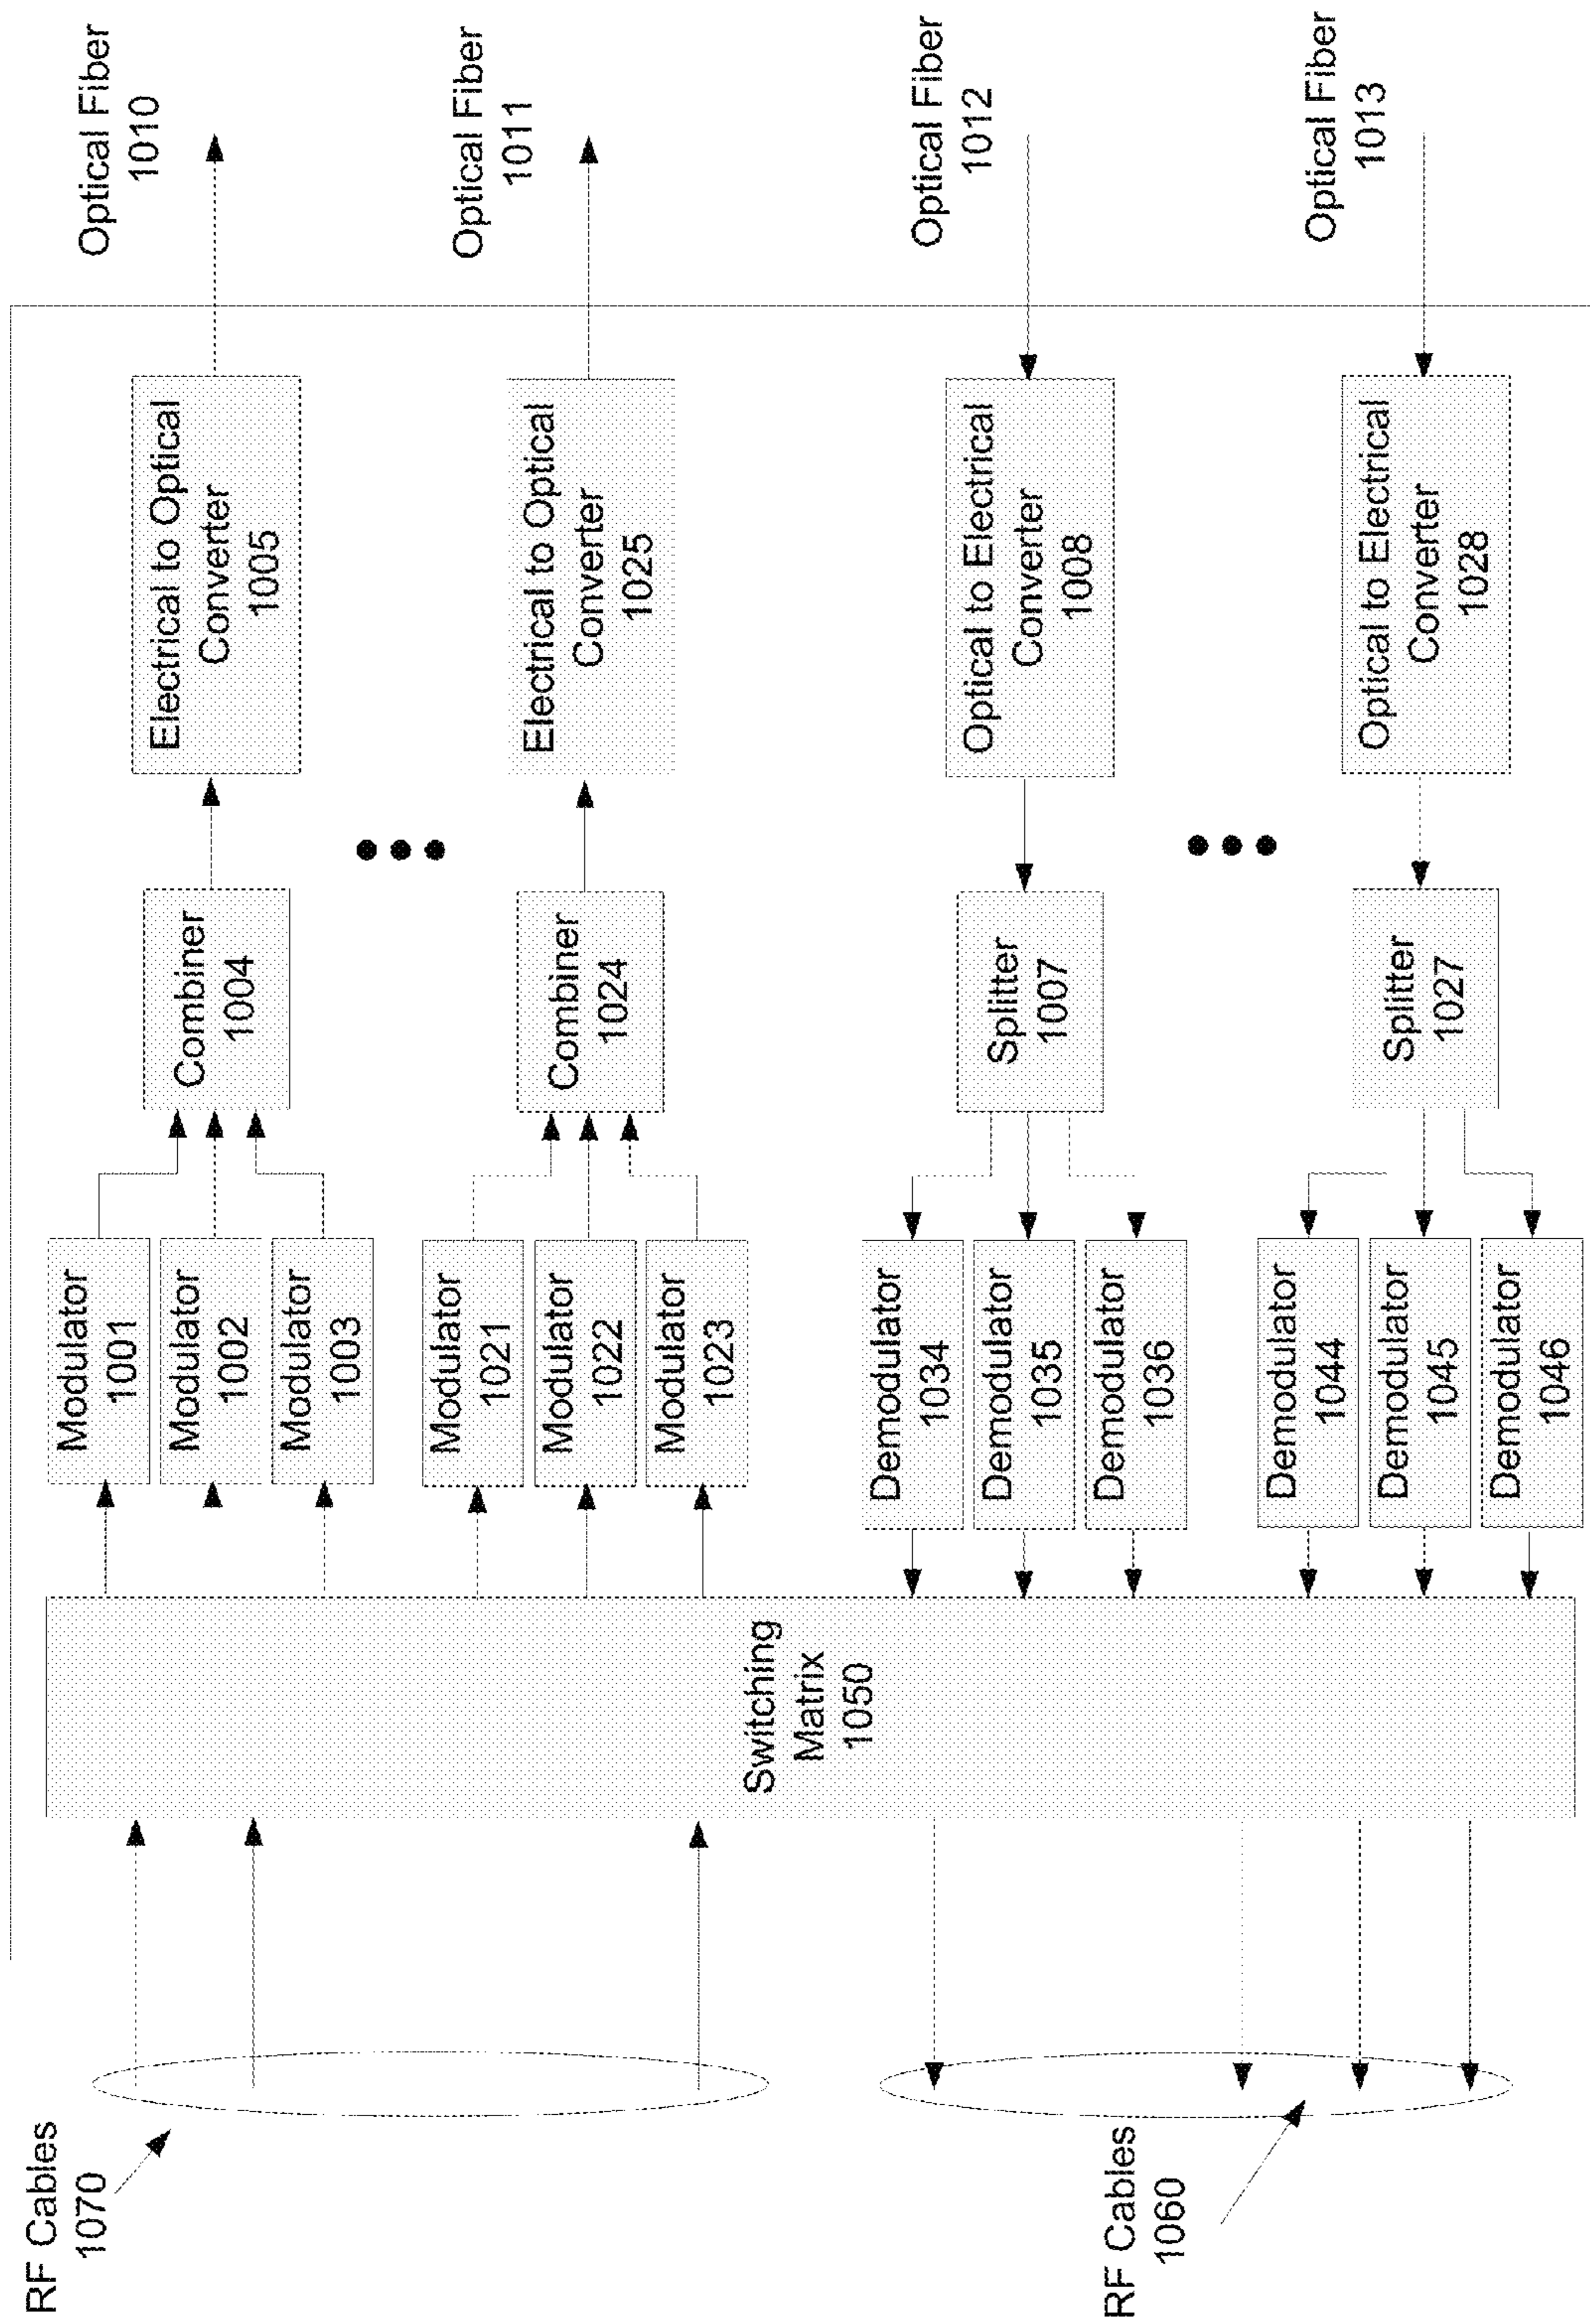 RF Cables
1070
RF Cables
1060
Switching
Matrix
1050
Modulator
1001
Modulator
1002
Modulator
1003
Modulator
1021
Modulator
1022
Modulator
1023
Demodulator
1034
Demodulator
1035
Demodulator
1036
Demodulator
1044
Demodulator
1045
Demodulator
1046
Combiner
1004
Combiner
1024
Splitter
1007
Splitter
1027
Electrical to Optical
Converter
1005
Electrical to Optical
Converter
1025
Optical to Electrical
Converter
1008
Optical to Electrical
Converter
1028
Optical Fiber
1010
Optical Fiber
1011
Optical Fiber
1012
Optical Fiber
1013